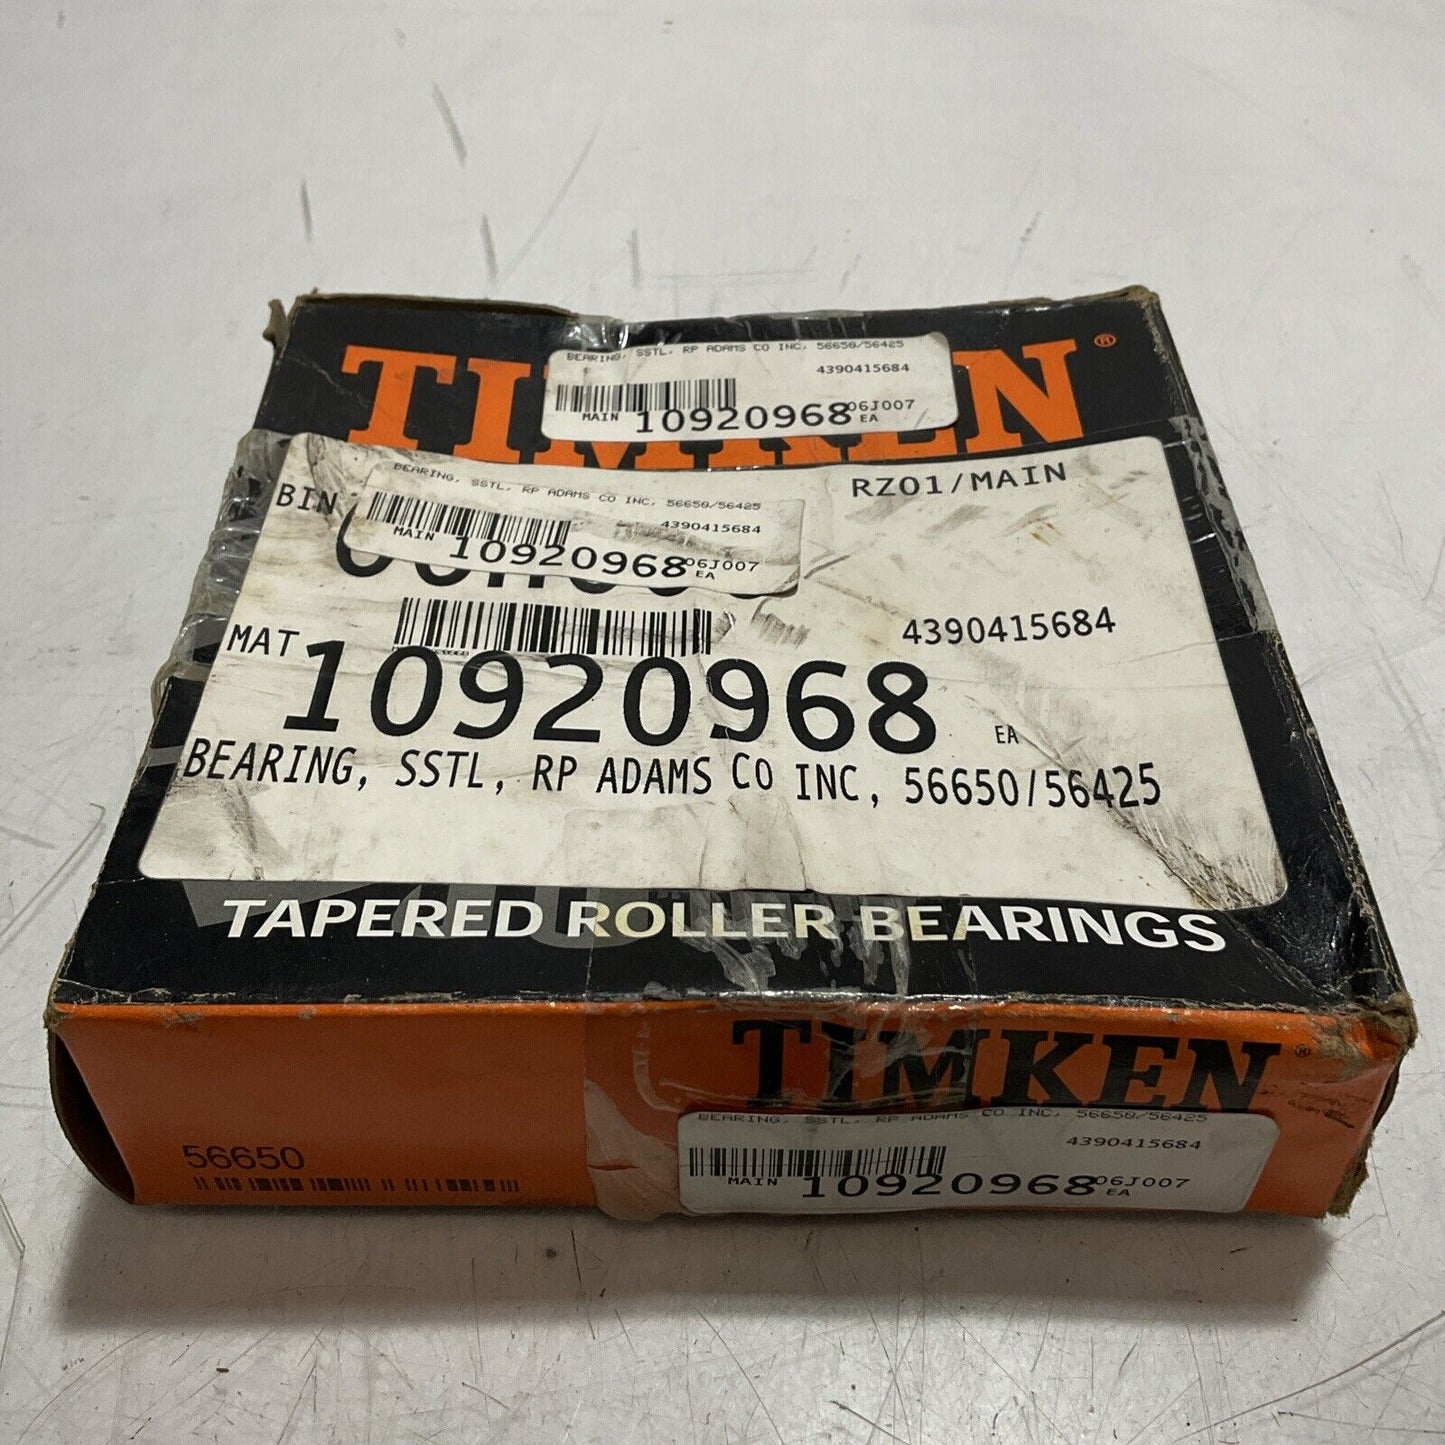 TIMKEN®
BEARING, SSTL, RP ADAMS CO INC, 56650/56425
4390415684
MAIN 10920968 06J007
EA
RZ01/MAIN
BIN
BEARING, SSTL, RP ADAMS CO INC, 56650/56425
4390415684
MAIN 10920968 06J007
EA
4390415684
MAT 10920968 EA
BEARING, SSTL, RP ADAMS CO INC, 56650/56425
TAPERED ROLLER BEARINGS
TIMKEN®
BEARING, SSTL, RP ADAMS CO INC, 56650/56425
4390415684
56650
MAIN 10920968 06J007
EA